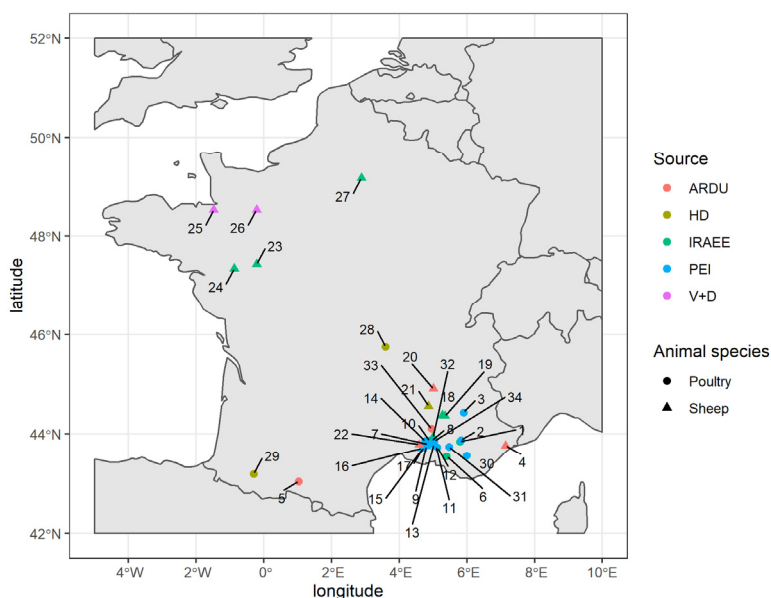 52°N
50°N
48°N
46°N
44°N
42°N
latitude
4°W
2°W
0°
2°E
4°E
6°E
8°E
10°E
longitude
27
25
26
23
24
28
33
20
32
19
21
18
34
14
3
10
8
2
22
7
1
16
17
12
30
4
29
5
15
9
11
6
31
13
Source
ARDU
HD
IRAEE
PEI
V+D
Animal species
Poultry
Sheep